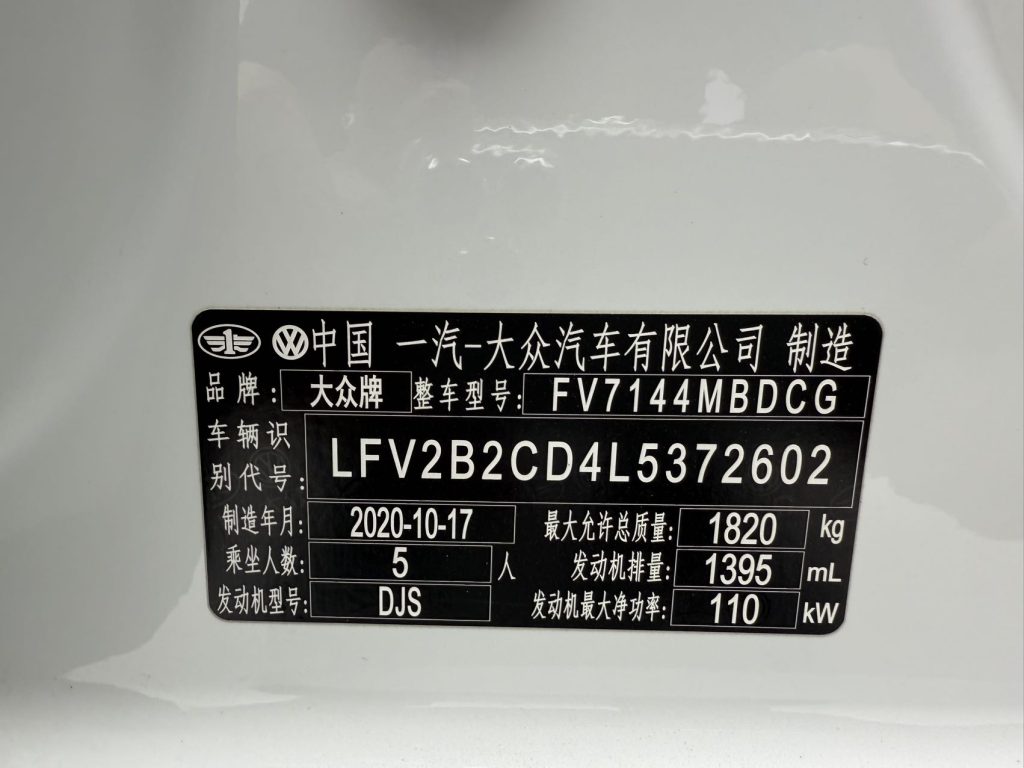 中国 一汽-大众汽车有限公司 制造
品牌: 大众牌 整车型号: FV7144MBDCG
车辆识别代号: LFV2B2CD4L5372602
制造年月: 2020-10-17 最大允许总质量: 1820 kg
乘坐人数: 5 人 发动机排量: 1395 mL
发动机型号: DJS 发动机最大净功率: 110 kW